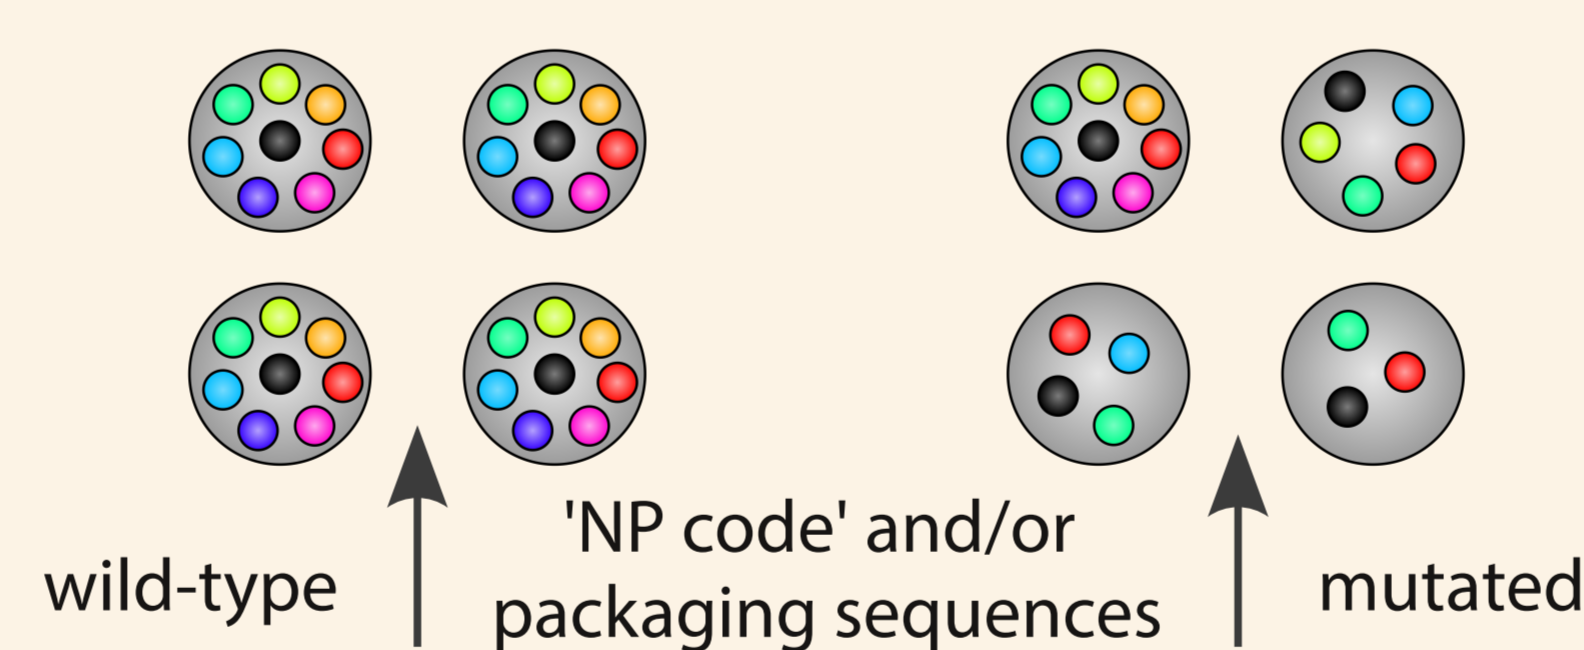 'NP code' and/or
wild-type
packaging sequences
mutated